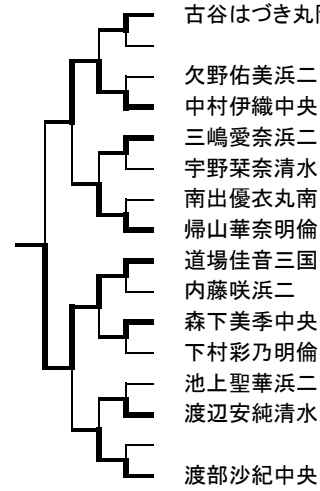 古谷はづき丸
欠野佑美浜二
中村伊織中央
三嶋愛奈浜二
宇野栞奈清水
南出優衣丸南
帰山華奈明倫
道場佳音三国
内藤咲浜二
森下美季中央
下村彩乃明倫
池上聖華浜二
渡辺安純清水
渡部沙紀中央